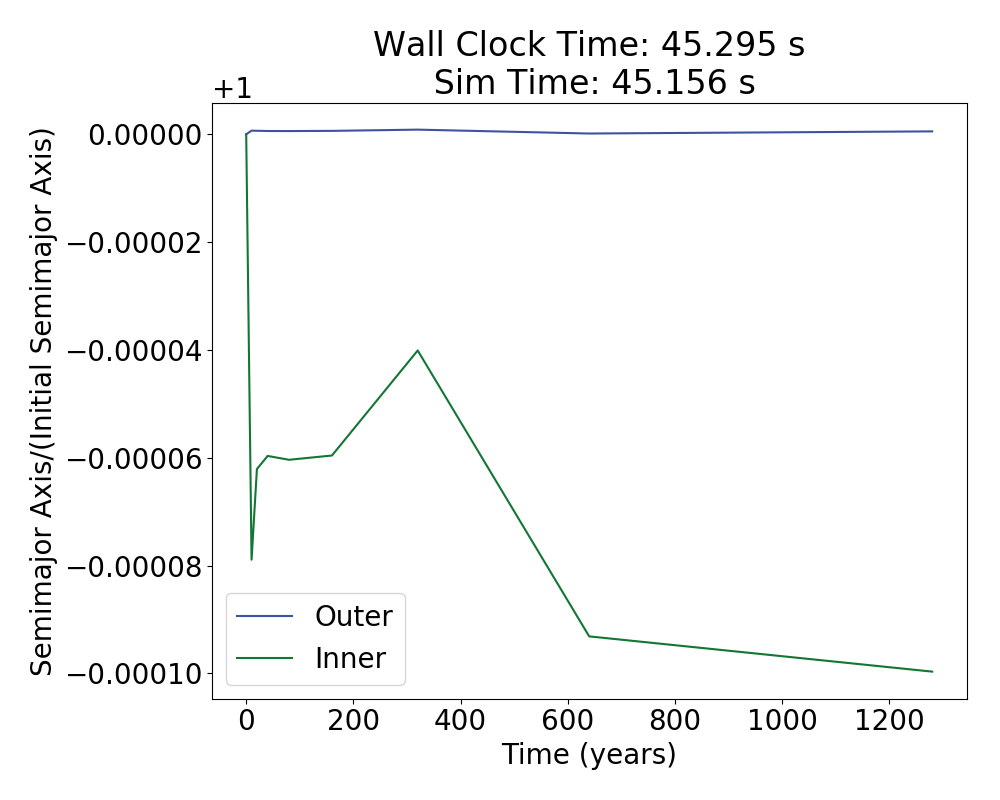 Wall Clock Time: 45.295 s
Sim Time: 45.156 s
+1
0.00000
−0.00002
−0.00004
−0.00006
−0.00008
−0.00010
Semimajor Axis/(Initial Semimajor Axis)
Outer
Inner
0 200 400 600 800 1000 1200
Time (years)